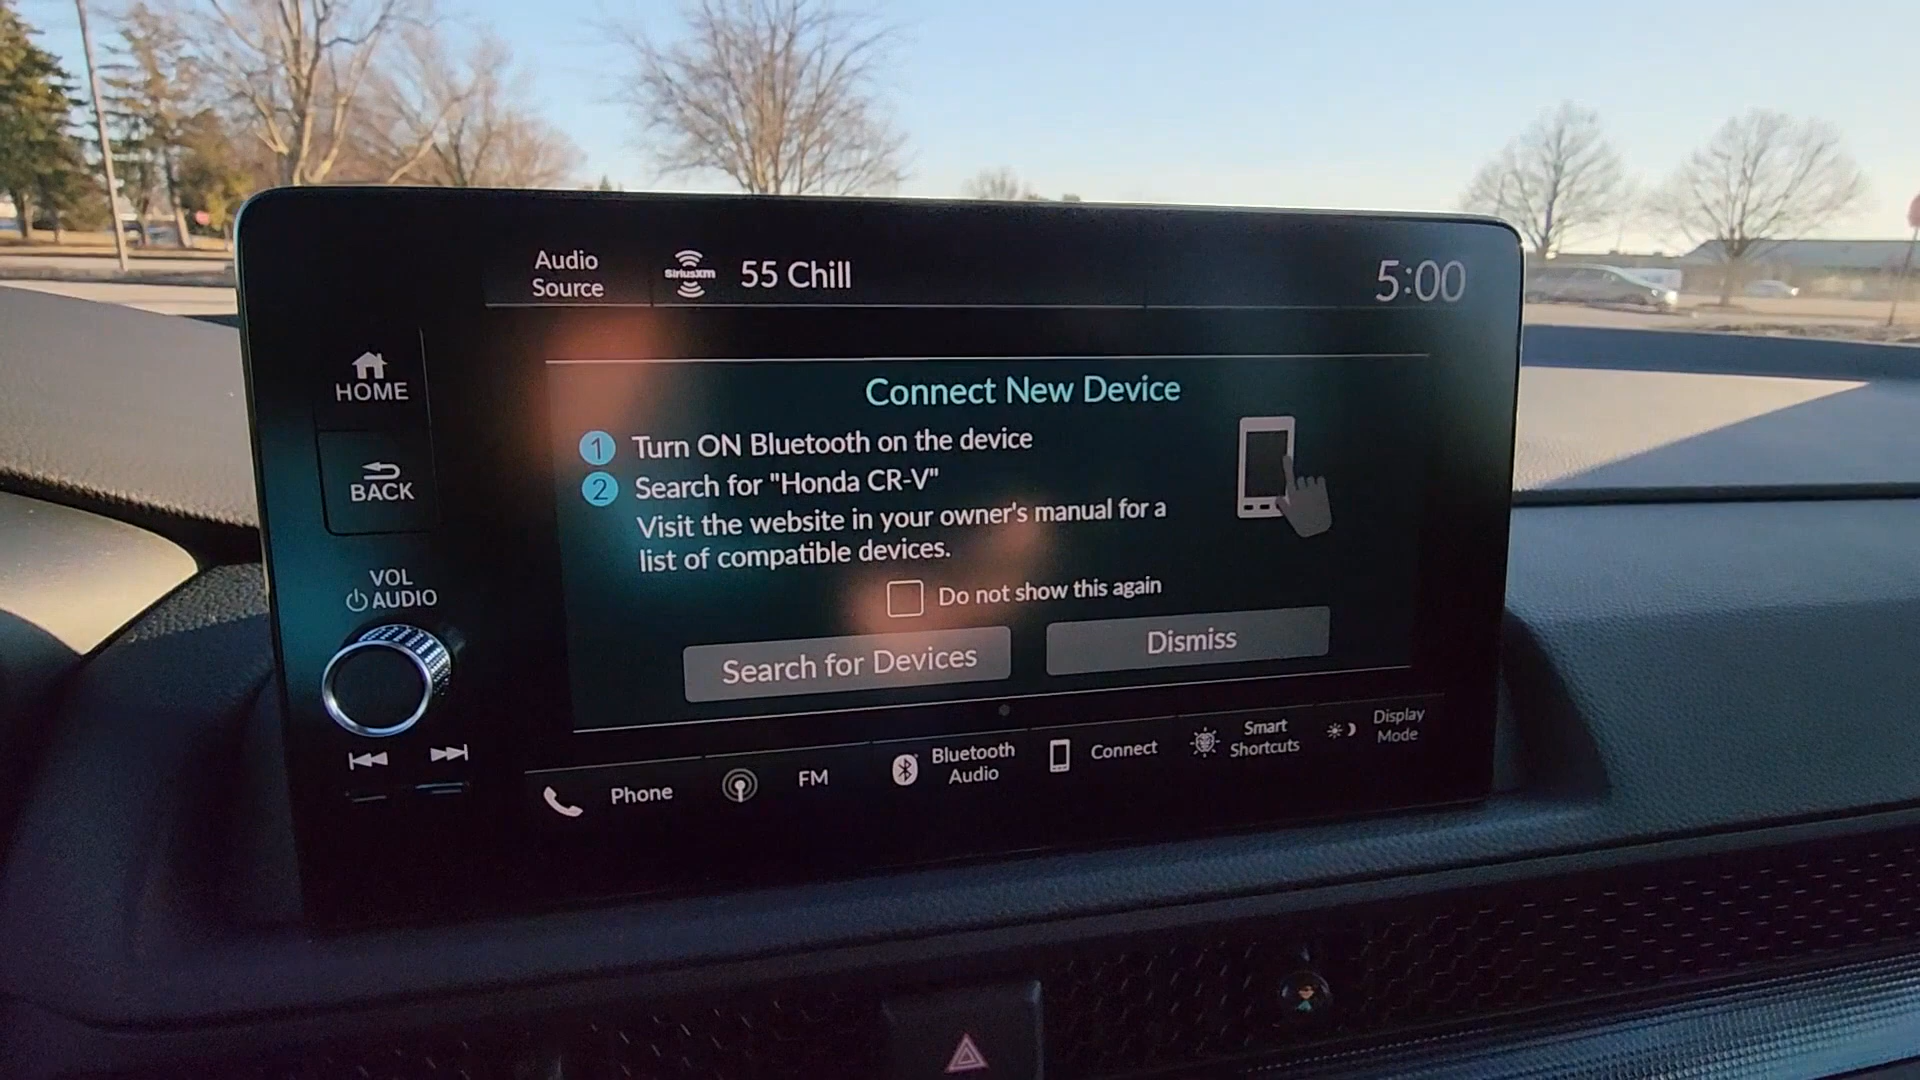 Audio
Source
SiriusXM
55 Chill
5:00
HOME
BACK
VOL
AUDIO
Connect New Device
1 Turn ON Bluetooth on the device
2 Search for "Honda CR-V"
Visit the website in your owner's manual for a
list of compatible devices.
Do not show this again
Search for Devices
Dismiss
Phone
FM
Bluetooth
Audio
Connect
Smart
Shortcuts
Display
Mode